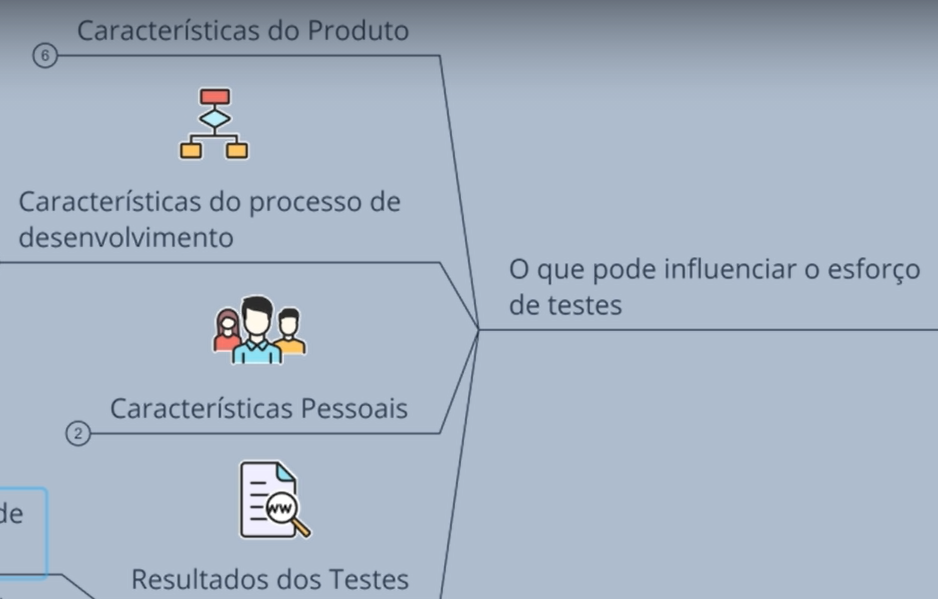 Características do Produto
6
Características do processo de
desenvolvimento
O que pode influenciar o esforço
de testes
Características Pessoais
2
WW
de
Resultados dos Testes